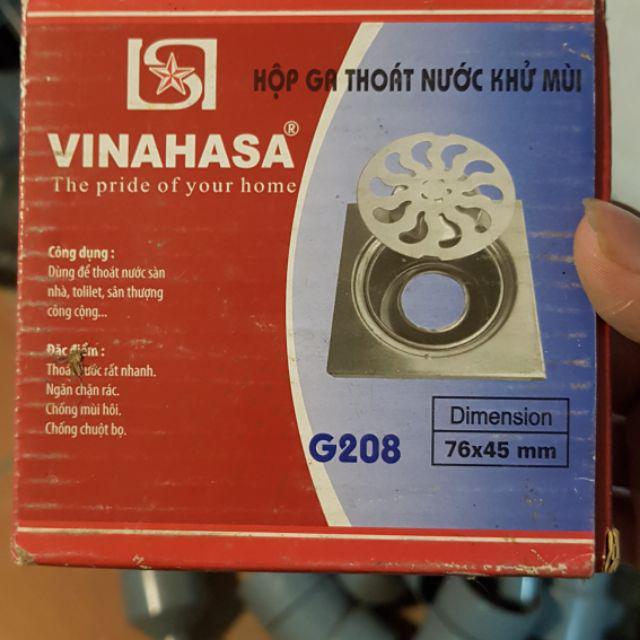 HỘP GA THOÁT NƯỚC KHỬ MÙI
VINAHASA®
The pride of your home
Công dụng :
Dùng để thoát nước sàn
nhà, tolilet, sân thượng
công cộng...
Đặc điểm :
Thoát nước rất nhanh.
Ngăn chặn rác.
Chống mùi hôi.
Chống chuột bọ.
G208
Dimension
76x45 mm